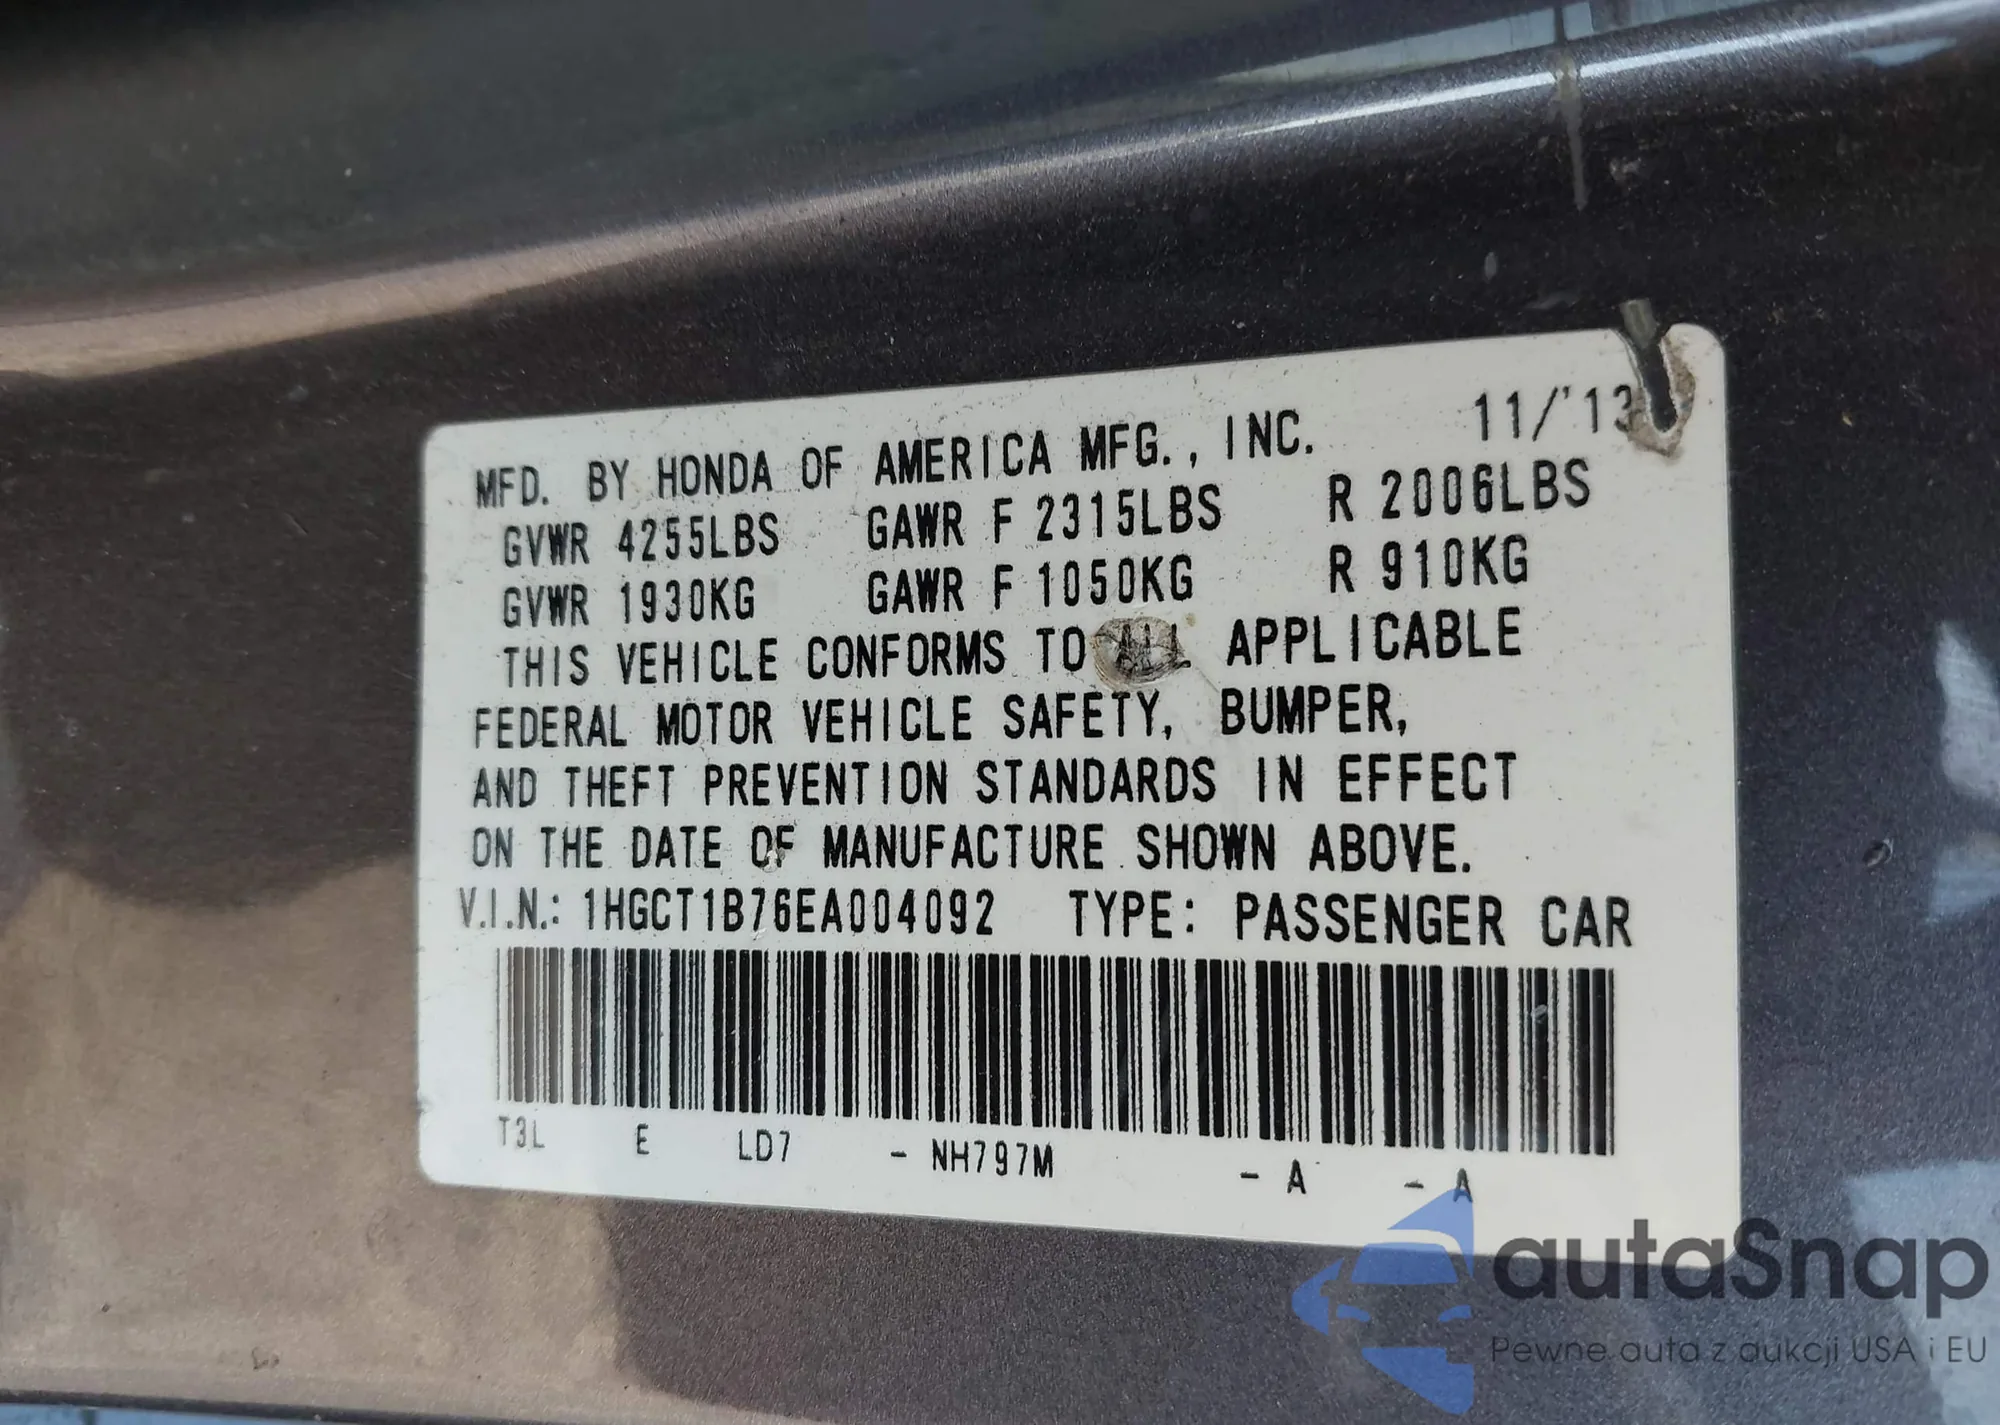 MFD. BY HONDA OF AMERICA MFG., INC. 11/'13
GVWR 4255LBS GAWR F 2315LBS R 2006LBS
GVWR 1930KG GAWR F 1050KG R 910KG
THIS VEHICLE CONFORMS TO ALL APPLICABLE
FEDERAL MOTOR VEHICLE SAFETY, BUMPER,
AND THEFT PREVENTION STANDARDS IN EFFECT
ON THE DATE OF MANUFACTURE SHOWN ABOVE.
V.I.N.: 1HGCT1B76EA004092 TYPE: PASSENGER CAR
T3L E LD7 - NH797M - A - A
autaSnap
Pewne auta z aukcji USA i EU